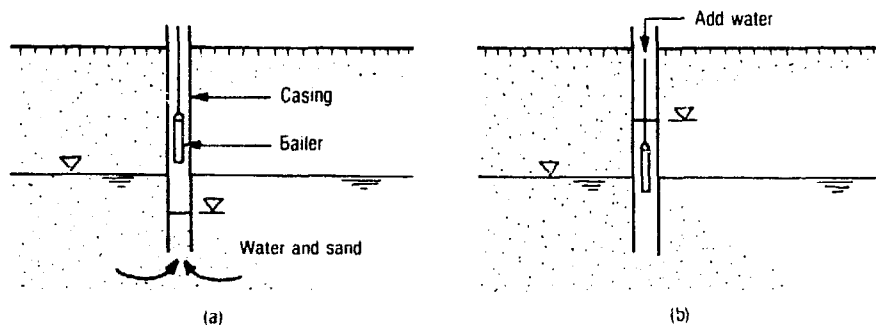 Add water
Casing
Bailer
Water and sand
(a)
(b)